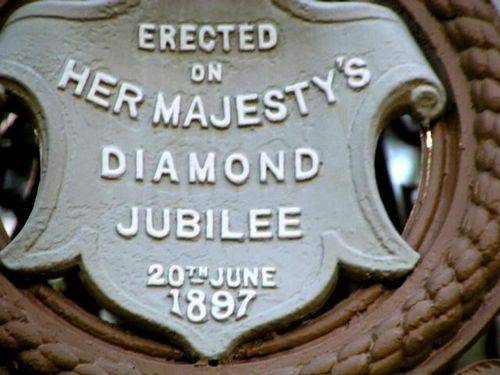 ERECTED
ON
HER MAJESTY'S
DIAMOND
JUBILEE
20TH JUNE
1897